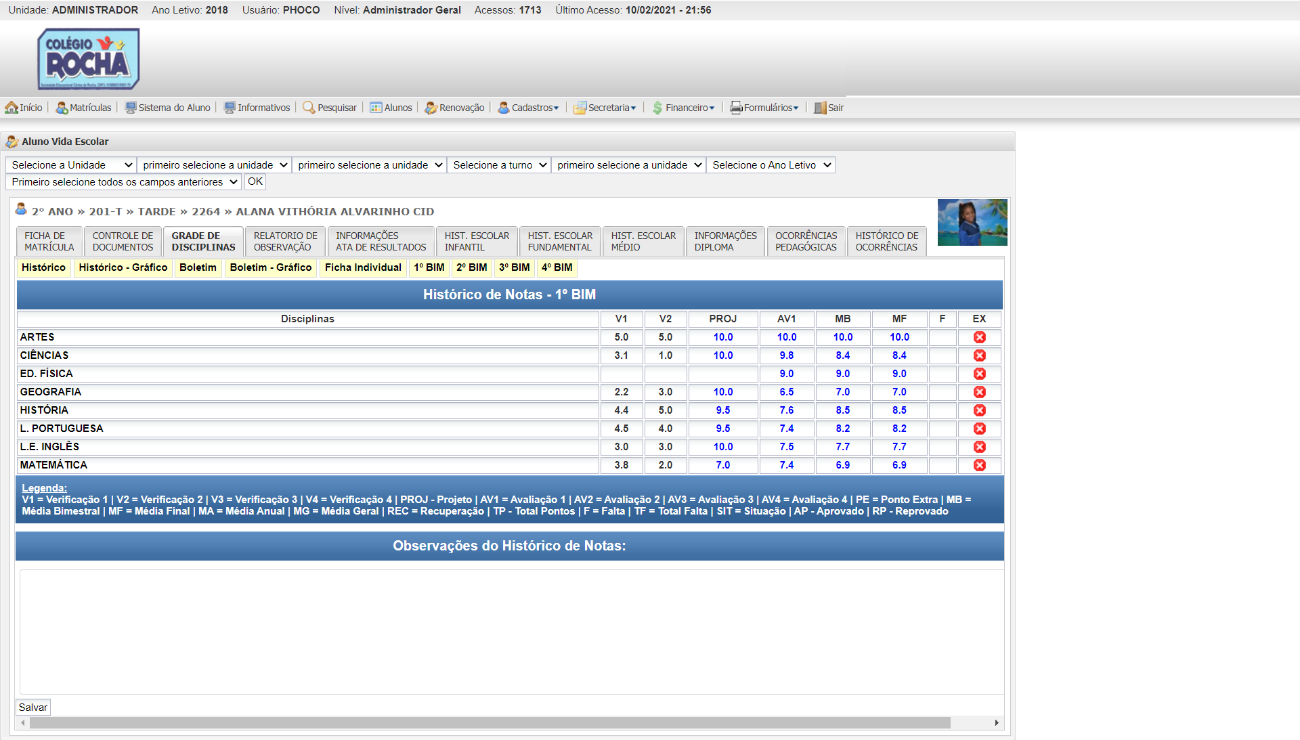 Unidade: ADMINISTRADOR Ano Letivo: 2018 Usuário: PHOCO Nível: Administrador Geral Acessos: 1713 Último Acesso: 10/02/2021 - 21:56
COLÉGIO
ROCHA
Início Matrículas Sistema do Aluno Informativos Pesquisar Alunos Renovação Cadastros Secretaria Financeiro Formulários Sair
Aluno Vida Escolar
Selecione a Unidade primeiro selecione a unidade primeiro selecione a unidade Selecione a turno primeiro selecione a unidade Selecione o Ano Letivo
Primeiro selecione todos os campos anteriores OK
2° ANO » 201-T » TARDE » 2264 » ALANA VITHÓRIA ALVARINHO CID
FICHA DE MATRÍCULA CONTROLE DE DOCUMENTOS GRADE DE DISCIPLINAS RELATORIO DE OBSERVAÇÃO INFORMAÇÕES ATA DE RESULTADOS HIST. ESCOLAR INFANTIL HIST. ESCOLAR FUNDAMENTAL HIST. ESCOLAR MÉDIO INFORMAÇÕES DIPLOMA OCORRÊNCIAS PEDAGÓGICAS HISTÓRICO DE OCORRÊNCIAS
Histórico Histórico - Gráfico Boletim Boletim - Gráfico Ficha Individual 1º BIM 2º BIM 3º BIM 4º BIM
Histórico de Notas - 1º BIM
Disciplinas V1 V2 PROJ AV1 MB MF F EX
ARTES 5.0 5.0 10.0 10.0 10.0 10.0
CIÊNCIAS 3.1 1.0 10.0 9.8 8.4 8.4
ED. FÍSICA 9.0 9.0 9.0
GEOGRAFIA 2.2 3.0 10.0 6.5 7.0 7.0
HISTÓRIA 4.4 5.0 9.5 7.6 8.5 8.5
L. PORTUGUESA 4.5 4.0 9.5 7.4 8.2 8.2
L.E. INGLÊS 3.0 3.0 10.0 7.5 7.7 7.7
MATEMÁTICA 3.8 2.0 7.0 7.4 6.9 6.9
Legenda:
V1 = Verificação 1 | V2 = Verificação 2 | V3 = Verificação 3 | V4 = Verificação 4 | PROJ - Projeto | AV1 = Avaliação 1 | AV2 = Avaliação 2 | AV3 = Avaliação 3 | AV4 = Avaliação 4 | PE = Ponto Extra | MB =
Média Bimestral | MF = Média Final | MA = Média Anual | MG = Média Geral | REC = Recuperação | TP - Total Pontos | F = Falta | TF = Total Falta | SIT = Situação | AP - Aprovado | RP - Reprovado
Observações do Histórico de Notas:
Salvar